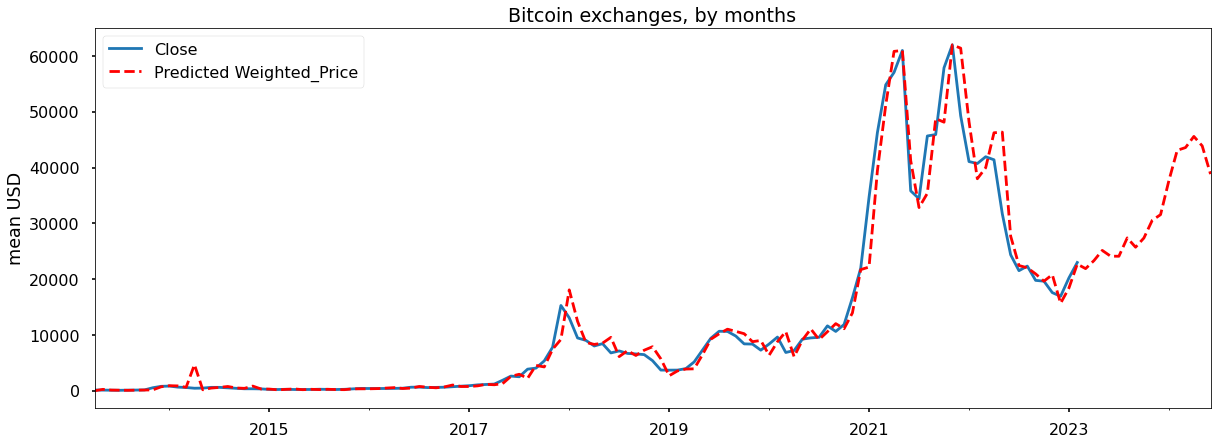 Bitcoin exchanges, by months
Close
Predicted Weighted_Price
mean USD
60000
50000
40000
30000
20000
10000
0
2015 2017 2019 2021 2023